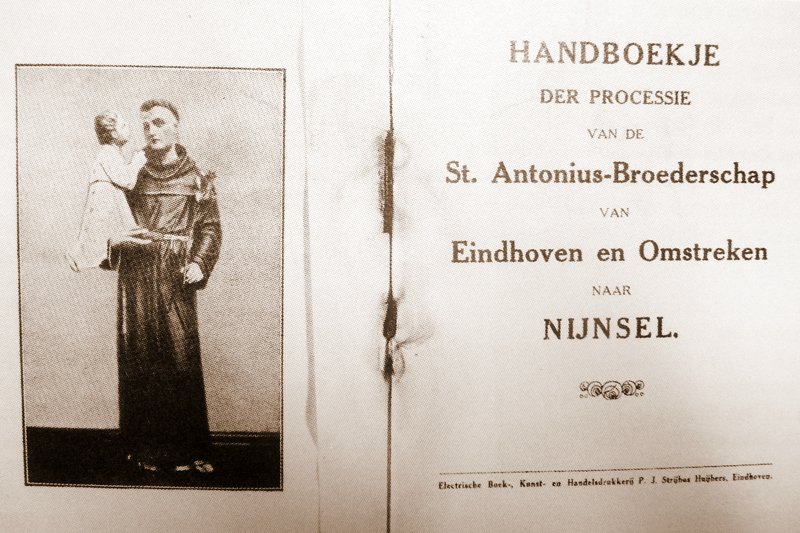 HANDBOEKJE
DER PROCESSIE
VAN DE
St. Antonius-Broederschap
VAN
Eindhoven en Omstreken
NAAR
NIJNSEL.
Electrische Boek-, Kunst- en Handelsdrukkerij P. J. Strijbos Huijbers, Eindhoven.